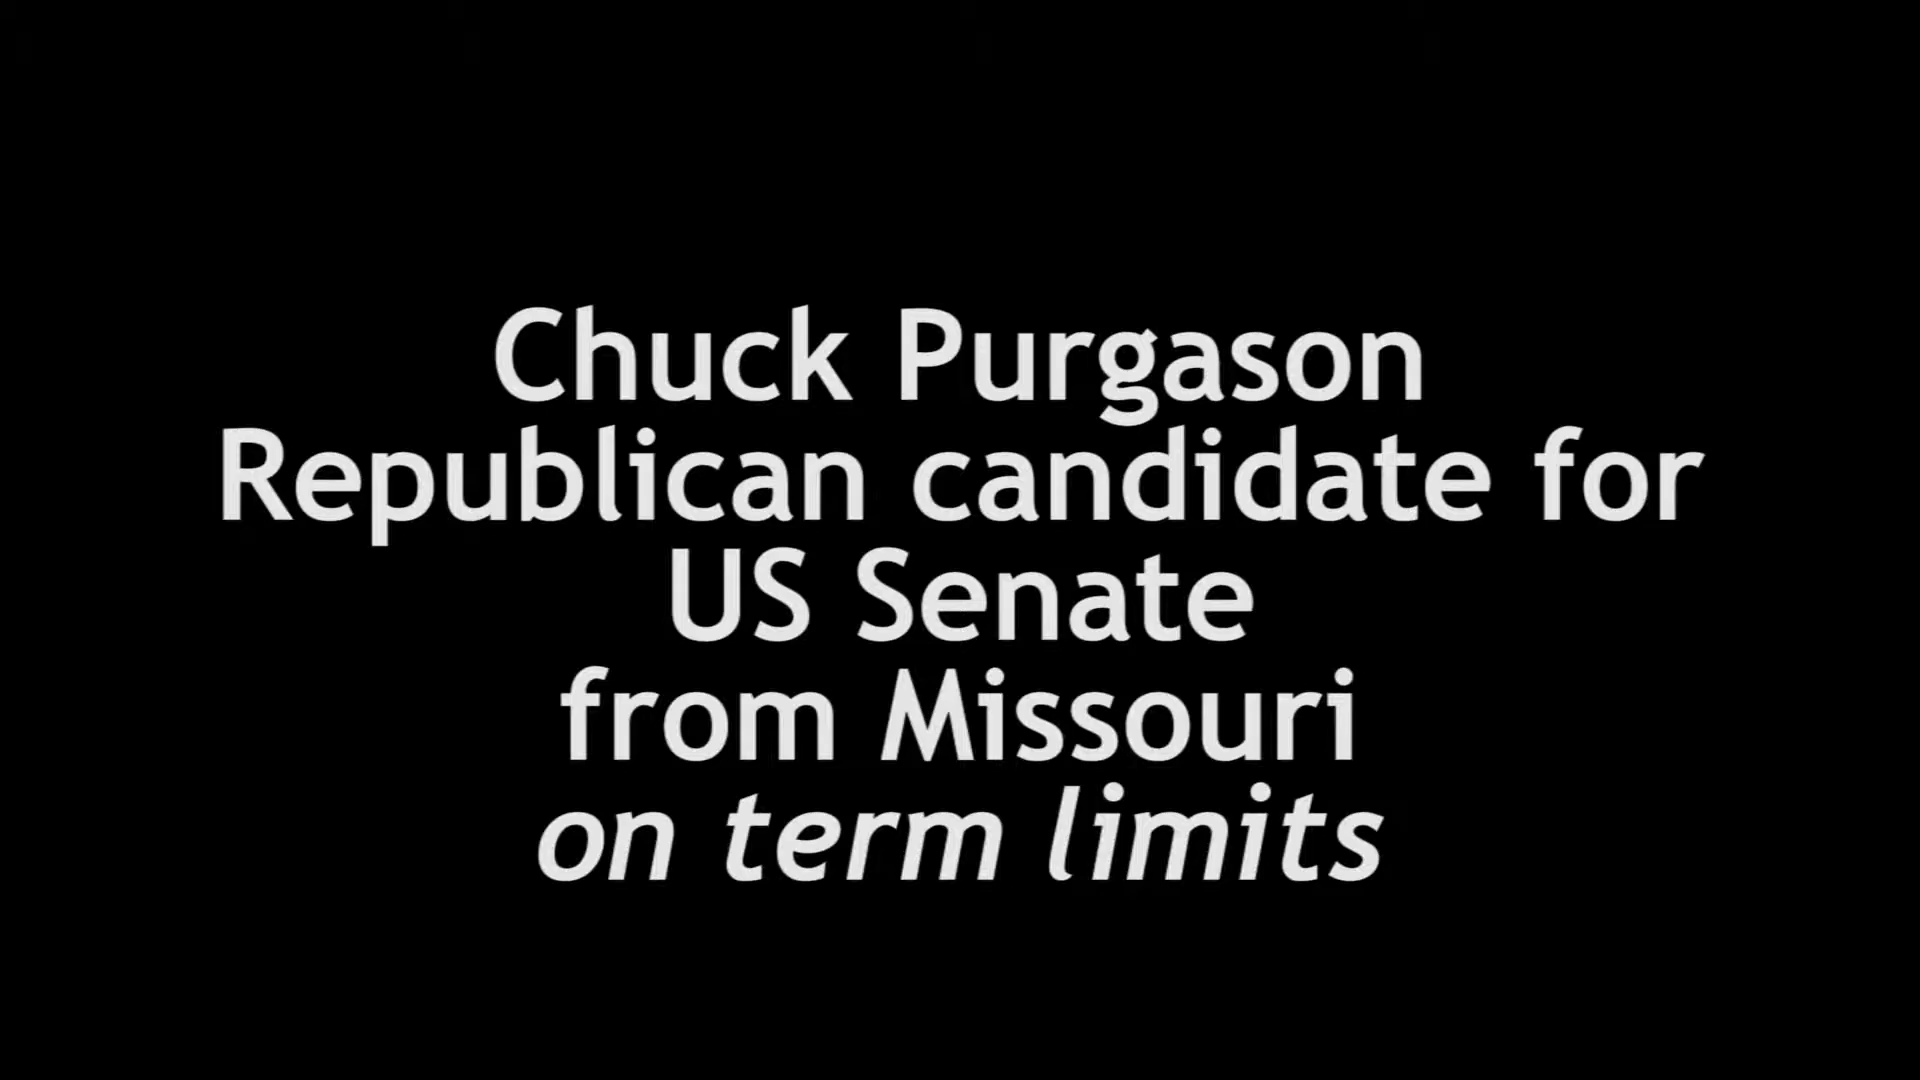 Chuck Purgason
Republican candidate for
US Senate
from Missouri
on term limits